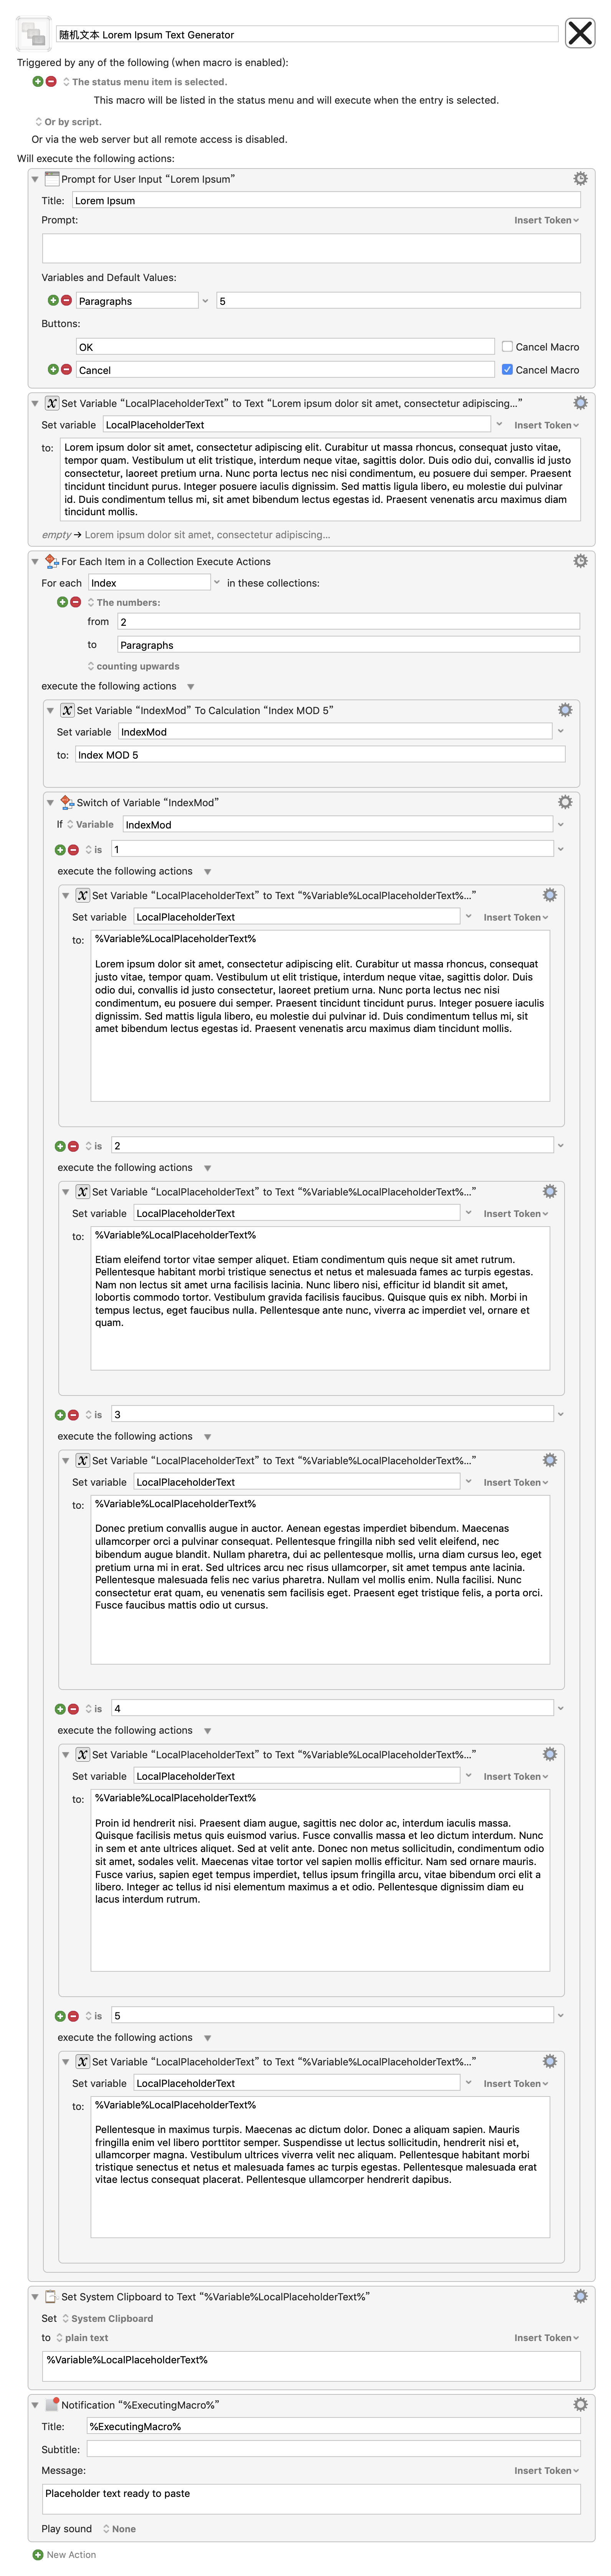 随机文本 Lorem Ipsum Text Generator
Triggered by any of the following (when macro is enabled):
The status menu item is selected.
This macro will be listed in the status menu and will execute when the entry is selected.
Or by script.
Or via the web server but all remote access is disabled.
Will execute the following actions:
Prompt for User Input “Lorem Ipsum”
Title: Lorem Ipsum
Prompt: Insert Token
Variables and Default Values:
Paragraphs 5
Buttons:
OK Cancel Macro
Cancel Cancel Macro
Set Variable “LocalPlaceholderText” to Text “Lorem ipsum dolor sit amet, consectetur adipiscing…”
Set variable LocalPlaceholderText Insert Token
to: Lorem ipsum dolor sit amet, consectetur adipiscing elit. Curabitur ut massa rhoncus, consequat justo vitae,
tempor quam. Vestibulum ut elit tristique, interdum neque vitae, sagittis dolor. Duis odio dui, convallis id justo
consectetur, laoreet pretium urna. Nunc porta lectus nec nisi condimentum, eu posuere dui semper. Praesent
tincidunt tincidunt purus. Integer posuere iaculis dignissim. Sed mattis ligula libero, eu molestie dui pulvinar
id. Duis condimentum tellus mi, sit amet bibendum lectus egestas id. Praesent venenatis arcu maximus diam
tincidunt mollis.
empty → Lorem ipsum dolor sit amet, consectetur adipiscing…
For Each Item in a Collection Execute Actions
For each Index in these collections:
The numbers:
from 2
to Paragraphs
counting upwards
execute the following actions
Set Variable “IndexMod” To Calculation “Index MOD 5”
Set variable IndexMod
to: Index MOD 5
Switch of Variable “IndexMod”
If Variable IndexMod
is 1
execute the following actions
Set Variable “LocalPlaceholderText” to Text “%Variable%LocalPlaceholderText%…”
Set variable LocalPlaceholderText Insert Token
to: %Variable%LocalPlaceholderText%
Lorem ipsum dolor sit amet, consectetur adipiscing elit. Curabitur ut massa rhoncus, consequat
justo vitae, tempor quam. Vestibulum ut elit tristique, interdum neque vitae, sagittis dolor. Duis
odio dui, convallis id justo consectetur, laoreet pretium urna. Nunc porta lectus nec nisi
condimentum, eu posuere dui semper. Praesent tincidunt tincidunt purus. Integer posuere iaculis
dignissim. Sed mattis ligula libero, eu molestie dui pulvinar id. Duis condimentum tellus mi, sit
amet bibendum lectus egestas id. Praesent venenatis arcu maximus diam tincidunt mollis.
is 2
execute the following actions
Set Variable “LocalPlaceholderText” to Text “%Variable%LocalPlaceholderText%…”
Set variable LocalPlaceholderText Insert Token
to: %Variable%LocalPlaceholderText%
Etiam eleifend tortor vitae semper aliquet. Etiam condimentum quis neque sit amet rutrum.
Pellentesque habitant morbi tristique senectus et netus et malesuada fames ac turpis egestas.
Nam non lectus sit amet urna facilisis lacinia. Nunc libero nisi, efficitur id blandit sit amet,
lobortis commodo tortor. Vestibulum gravida facilisis faucibus. Quisque quis ex nibh. Morbi in
tempus lectus, eget faucibus nulla. Pellentesque ante nunc, viverra ac imperdiet vel, ornare et
quam.
is 3
execute the following actions
Set Variable “LocalPlaceholderText” to Text “%Variable%LocalPlaceholderText%…”
Set variable LocalPlaceholderText Insert Token
to: %Variable%LocalPlaceholderText%
Donec pretium convallis augue in auctor. Aenean egestas imperdiet bibendum. Maecenas
ullamcorper orci a pulvinar consequat. Pellentesque fringilla nibh sed velit eleifend, nec
bibendum augue blandit. Nullam pharetra, dui ac pellentesque mollis, urna diam cursus leo, eget
pretium urna mi in erat. Sed ultrices arcu nec risus ullamcorper, sit amet tempus ante lacinia.
Pellentesque malesuada felis nec varius pharetra. Nullam vel mollis enim. Nulla facilisi. Nunc
consectetur erat quam, eu venenatis sem facilisis eget. Praesent eget tristique felis, a porta orci.
Fusce faucibus mattis odio ut cursus.
is 4
execute the following actions
Set Variable “LocalPlaceholderText” to Text “%Variable%LocalPlaceholderText%…”
Set variable LocalPlaceholderText Insert Token
to: %Variable%LocalPlaceholderText%
Proin id hendrerit nisi. Praesent diam augue, sagittis nec dolor ac, interdum iaculis massa.
Quisque facilisis metus quis euismod varius. Fusce convallis massa et leo dictum interdum. Nunc
in sem et ante ultrices aliquet. Sed at velit ante. Donec non metus sollicitudin, condimentum odio
sit amet, sodales velit. Maecenas vitae tortor vel sapien mollis efficitur. Nam sed ornare mauris.
Fusce varius, sapien eget tempus imperdiet, tellus ipsum fringilla arcu, vitae bibendum orci elit a
libero. Integer ac tellus id nisi elementum maximus a et odio. Pellentesque dignissim diam eu
lacus interdum rutrum.
is 5
execute the following actions
Set Variable “LocalPlaceholderText” to Text “%Variable%LocalPlaceholderText%…”
Set variable LocalPlaceholderText Insert Token
to: %Variable%LocalPlaceholderText%
Pellentesque in maximus turpis. Maecenas ac dictum dolor. Donec a aliquam sapien. Mauris
fringilla enim vel libero porttitor semper. Suspendisse ut lectus sollicitudin, hendrerit nisi et,
ullamcorper magna. Vestibulum ultrices viverra velit nec aliquam. Pellentesque habitant morbi
tristique senectus et netus et malesuada fames ac turpis egestas. Pellentesque malesuada erat
vitae lectus consequat placerat. Pellentesque ullamcorper hendrerit dapibus.
Set System Clipboard to Text “%Variable%LocalPlaceholderText%”
Set System Clipboard
to plain text Insert Token
%Variable%LocalPlaceholderText%
Notification “%ExecutingMacro%”
Title: %ExecutingMacro%
Subtitle:
Message: Insert Token
Placeholder text ready to paste
Play sound None
New Action